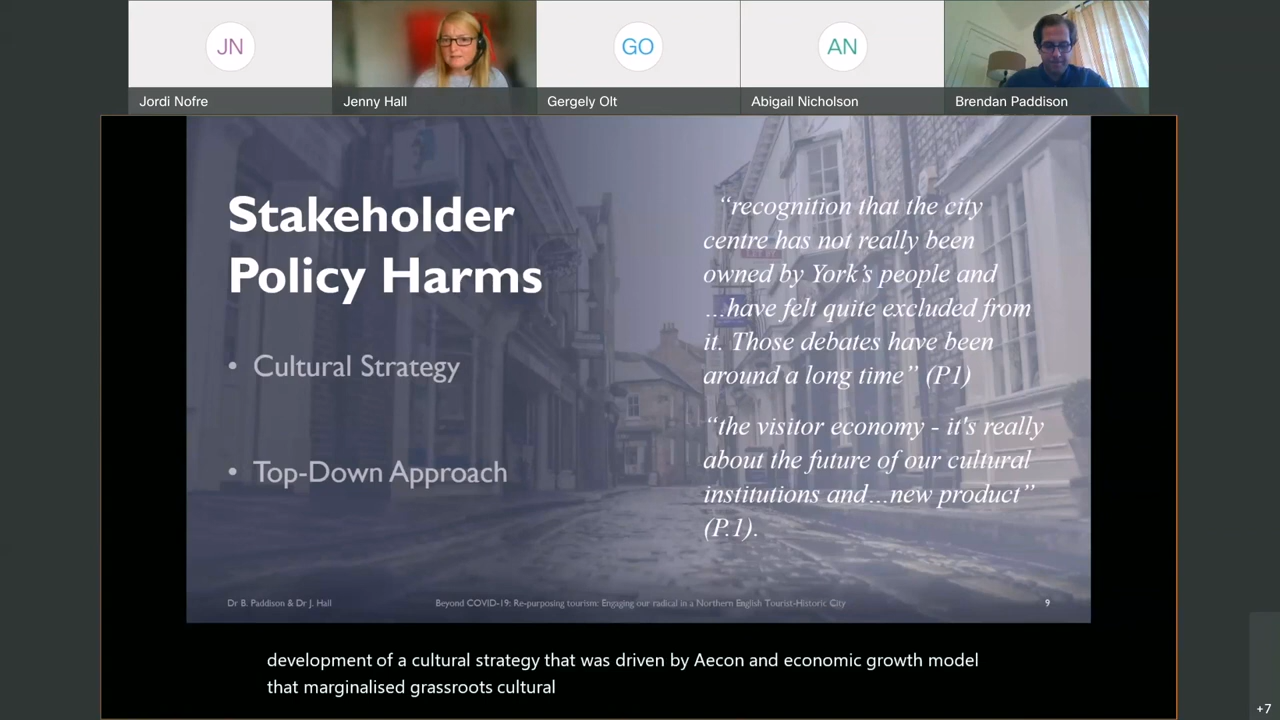 JN
GO
AN
Jordi Nofre
Jenny Hall
Gergely Olt
Abigail Nicholson
Brendan Paddison
Stakeholder
Policy Harms
• Cultural Strategy
• Top-Down Approach
“recognition that the city
centre has not really been
owned by York’s people and
…have felt quite excluded from
it. Those debates have been
around a long time” (P1)
“the visitor economy - it's really
about the future of our cultural
institutions and…new product”
(P.1).
Dr B. Paddison & Dr J. Hall
Beyond COVID-19: Re-purposing tourism: Engaging our radical in a Northern English Tourist-Historic City
9
development of a cultural strategy that was driven by Aecon and economic growth model
that marginalised grassroots cultural
+7